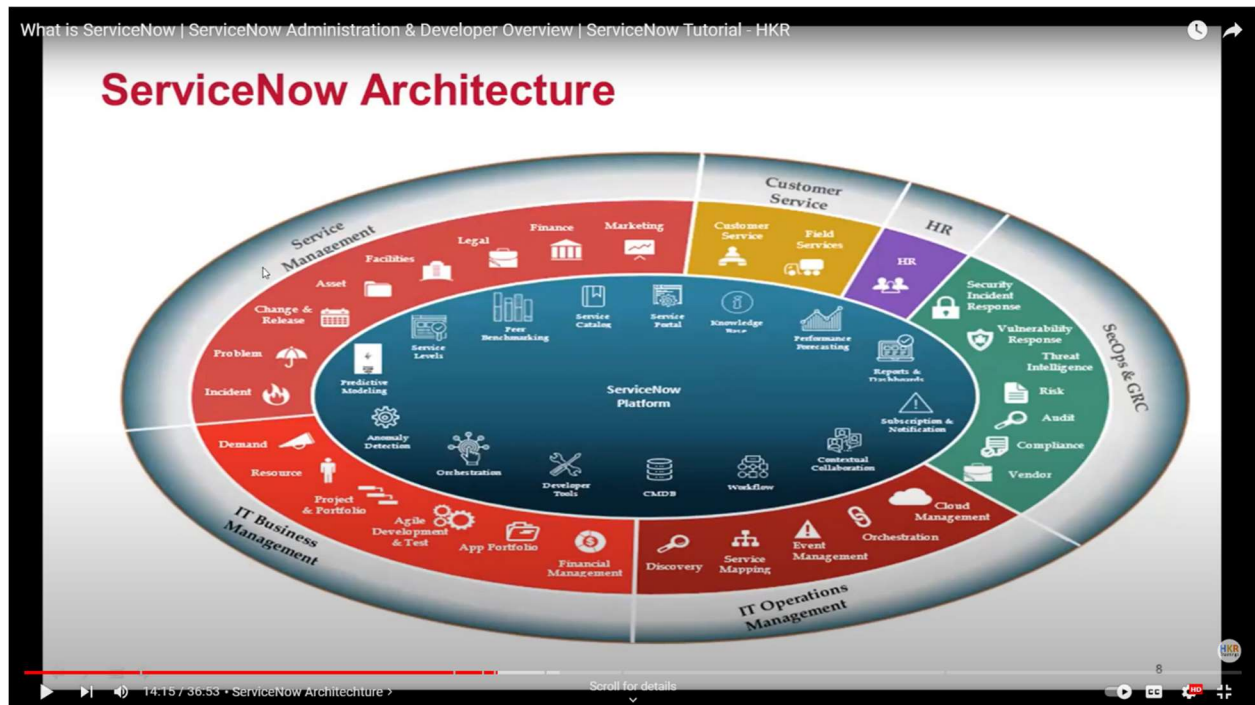 What is ServiceNow | ServiceNow Administration & Developer Overview | ServiceNow Tutorial - HKR
ServiceNow Architecture
Service
Management
Customer
Service
HR
SecOps & GRC
IT Operations
Management
IT Business
Management
Incident
Problem
Change &
Release
Asset
Facilities
Legal
Finance
Marketing
Customer
Service
Field
Services
HR
Security
Incident
Response
Vulnerability
Response
Threat
Intelligence
Risk
Audit
Compliance
Vendor
Cloud
Management
Orchestration
Event
Management
Service
Mapping
Discovery
Financial
Management
App Portfolio
Agile
Development
& Test
Project
& Portfolio
Resource
Demand
Predictive
Modeling
Service
Levels
Peer
Benchmarking
Service
Catalog
Service
Portal
Knowledge
Base
Performance
Forecasting
Reports &
Dashboards
Subscription &
Notification
Contextual
Collaboration
Workflow
CMDB
Developer
Tools
Orchestration
Anomaly
Detection
ServiceNow
Platform
8
HKR
14:15 / 36:53 • ServiceNow Architechture ›
Scroll for details
CC
HD